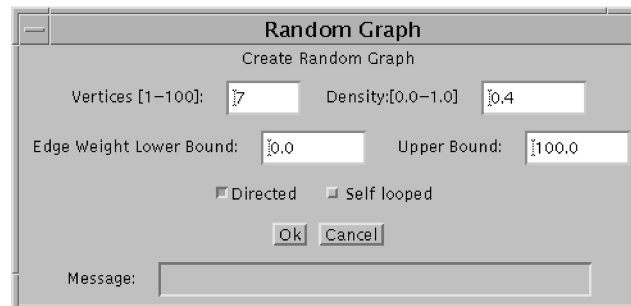 Random Graph
Create Random Graph
Vertices [1-100]: 7 Density:[0.0-1.0] 0.4
Edge Weight Lower Bound: 0.0 Upper Bound: 100.0
Directed Self looped
Ok Cancel
Message: